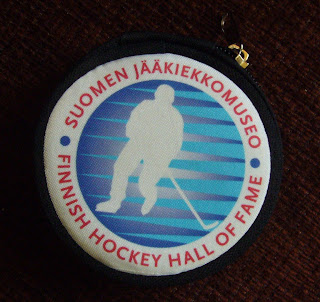 SUOMEN JÄÄKIEKKOMUSEO
FINNISH HOCKEY HALL OF FAME